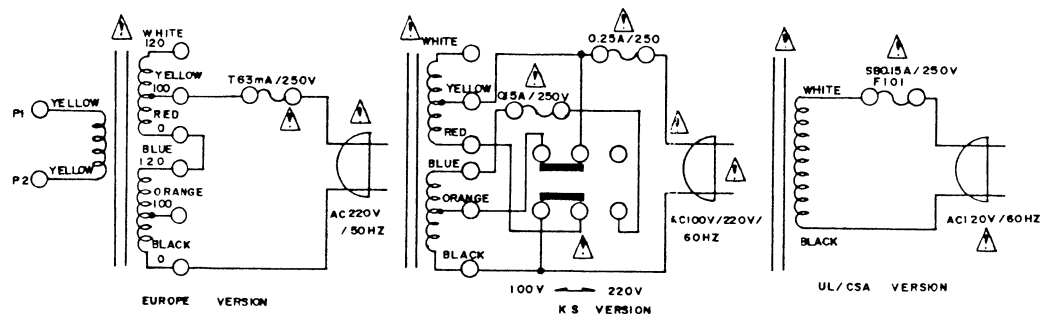 WHITE
120
YELLOW
100
T63mA/250V
P1
YELLOW
RED
0
BLUE
120
P2
YELLOW
ORANGE
100
AC220V
/50HZ
BLACK
0
EUROPE VERSION
WHITE
0.25A/250
YELLOW
0.15A/250V
RED
BLUE
ORANGE
AC100V/220V/
60HZ
BLACK
100V
220V
KS VERSION
SB0.15A/250V
F101
WHITE
BLACK
AC120V/60HZ
UL/CSA VERSION